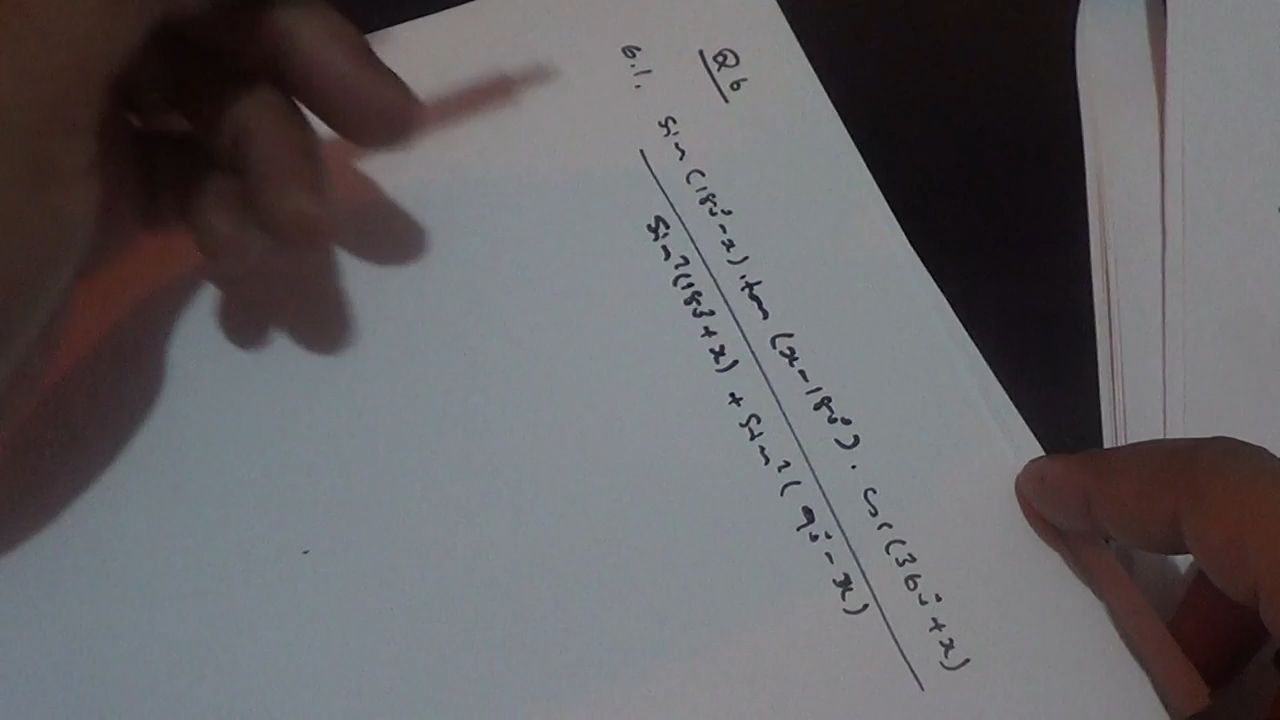 Q6
6.1. sin(180°-x).tan(x-180°).cos(360°+x)
sin²(180°+x) + sin²(90°-x)